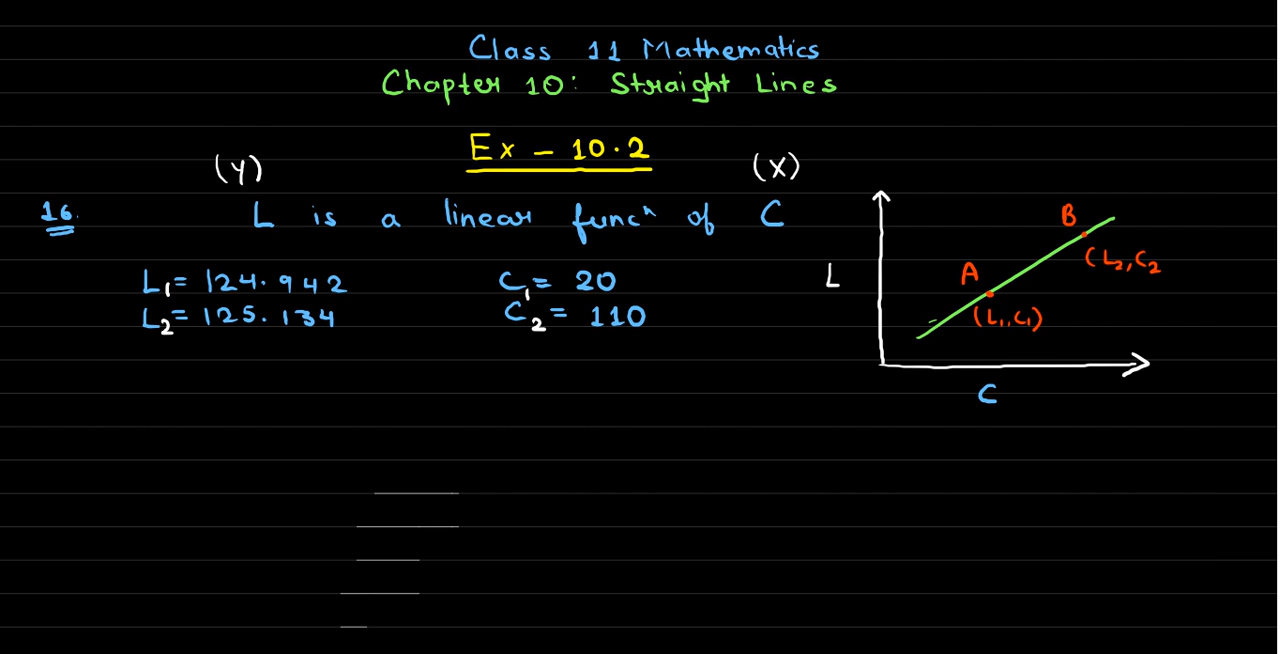 Class 11 Mathematics
Chapter 10: Straight Lines
Ex - 10.2
(Y) (X)
16. L is a linear funcⁿ of C
L₁ = 124.942 C₁ = 20
L₂ = 125.134 C₂ = 110
B
(L₂, C₂
A
L
(L₁, C₁)
C